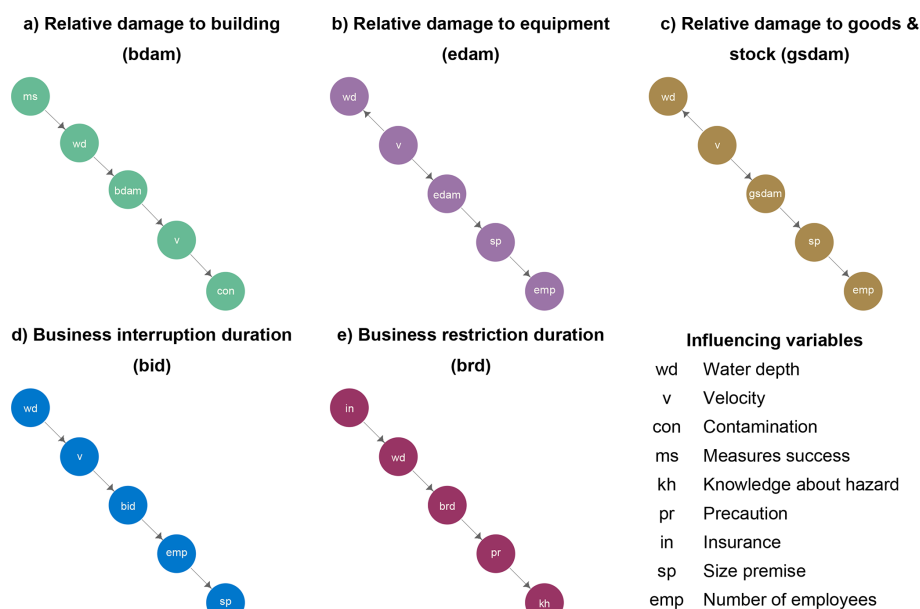 a) Relative damage to building
(bdam)
ms
wd
bdam
v
con
b) Relative damage to equipment
(edam)
wd
v
edam
sp
emp
c) Relative damage to goods &
stock (gsdam)
wd
v
gsdam
sp
emp
d) Business interruption duration
(bid)
wd
v
bid
emp
sp
e) Business restriction duration
(brd)
in
wd
brd
pr
kh
Influencing variables
wd Water depth
v Velocity
con Contamination
ms Measures success
kh Knowledge about hazard
pr Precaution
in Insurance
sp Size premise
emp Number of employees